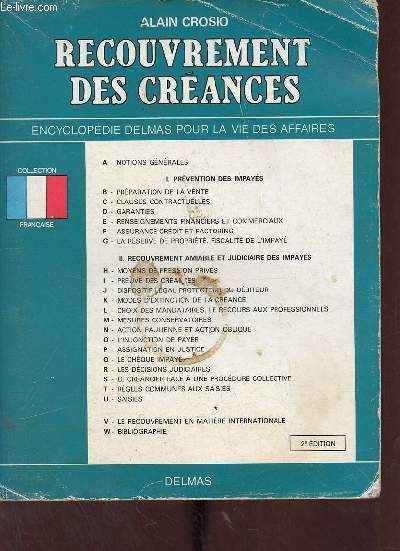 © Le-livre.com
ALAIN CROSIO
RECOUVREMENT
DES CRÉANCES
ENCYCLOPÉDIE DELMAS POUR LA VIE DES AFFAIRES
COLLECTION
FRANÇAISE
A - NOTIONS GÉNÉRALES
I. PRÉVENTION DES IMPAYÉS
B - PRÉPARATION DE LA VENTE
C - CLAUSES CONTRACTUELLES
D - GARANTIES
E - RENSEIGNEMENTS FINANCIERS ET COMMERCIAUX
F - ASSURANCE CRÉDIT ET FACTORING
G - LA RÉSERVE DE PROPRIÉTÉ, FISCALITÉ DE L'IMPAYÉ
II. RECOUVREMENT AMIABLE ET JUDICIAIRE DES IMPAYÉS
H - MOYENS DE PRESSION PRIVÉS
I - PREUVE DES CRÉANCES
J - DISPOSITIF LÉGAL PROTECTEUR DU DÉBITEUR
K - MODES D'EXTINCTION DE LA CRÉANCE
L - CHOIX DES MANDATAIRES, LE RECOURS AUX PROFESSIONNELS
M - MESURES CONSERVATOIRES
N - ACTION PAULIENNE ET ACTION OBLIQUE
O - L'INJONCTION DE PAYER
P - ASSIGNATION EN JUSTICE
Q - LE CHÈQUE IMPAYÉ
R - LES DÉCISIONS JUDICIAIRES
S - LE CRÉANCIER FACE A UNE PROCÉDURE COLLECTIVE
T - RÈGLES COMMUNES AUX SAISIES
U - SAISIES
V - LE RECOUVREMENT EN MATIÈRE INTERNATIONALE
W - BIBLIOGRAPHIE
2e ÉDITION
DELMAS